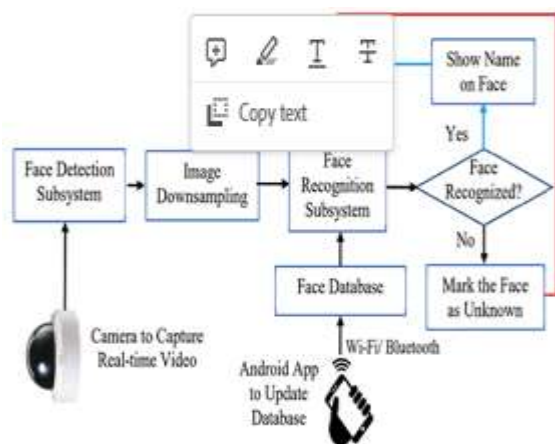 Copy text
Show Name
on Face
Yes
Face Detection
Subsystem
Image
Downsampling
Face
Recognition
Subsystem
Face
Recognized?
No
Face Database
Mark the Face
as Unknown
Camera to Capture
Real-time Video
Wi-Fi/ Bluetooth
Android App
to Update
Database